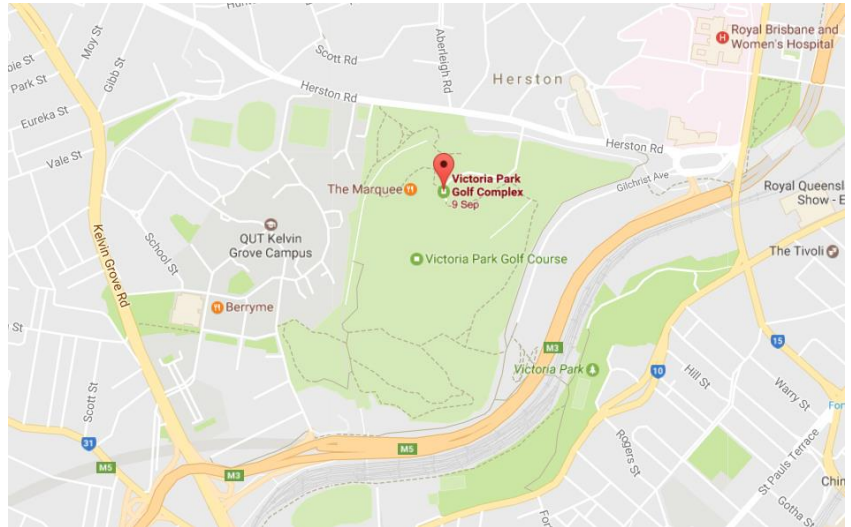 Royal Brisbane and
Women's Hospital
Scott Rd
Aberleigh Rd
Moy St
Gibb St
Park St
Herston
Herston Rd
Eureka St
Vale St
Herston Rd
Victoria Park
Golf Complex
9 Sep
The Marquee
Gilchrist Ave
Royal Queensl
Show - E
QUT Kelvin
Grove Campus
School St
Kelvin Grove Rd
Victoria Park Golf Course
The Tivoli
Berryme
M3
15
Victoria Park
10
Hill St
Warry St
Scott St
For
31
M5
M5
M3
Rogers St
St Pauls Terrace
Chin
Gotha St
For